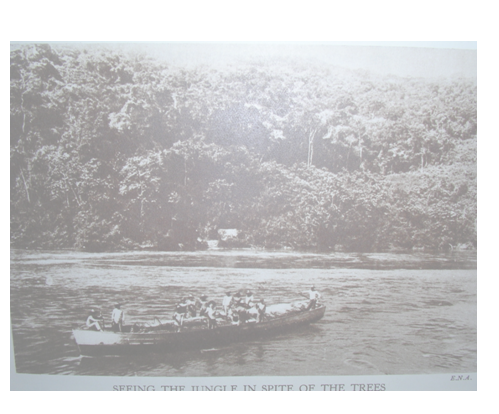 E.N.A.
SEEING THE JUNGLE IN SPITE OF THE TREES